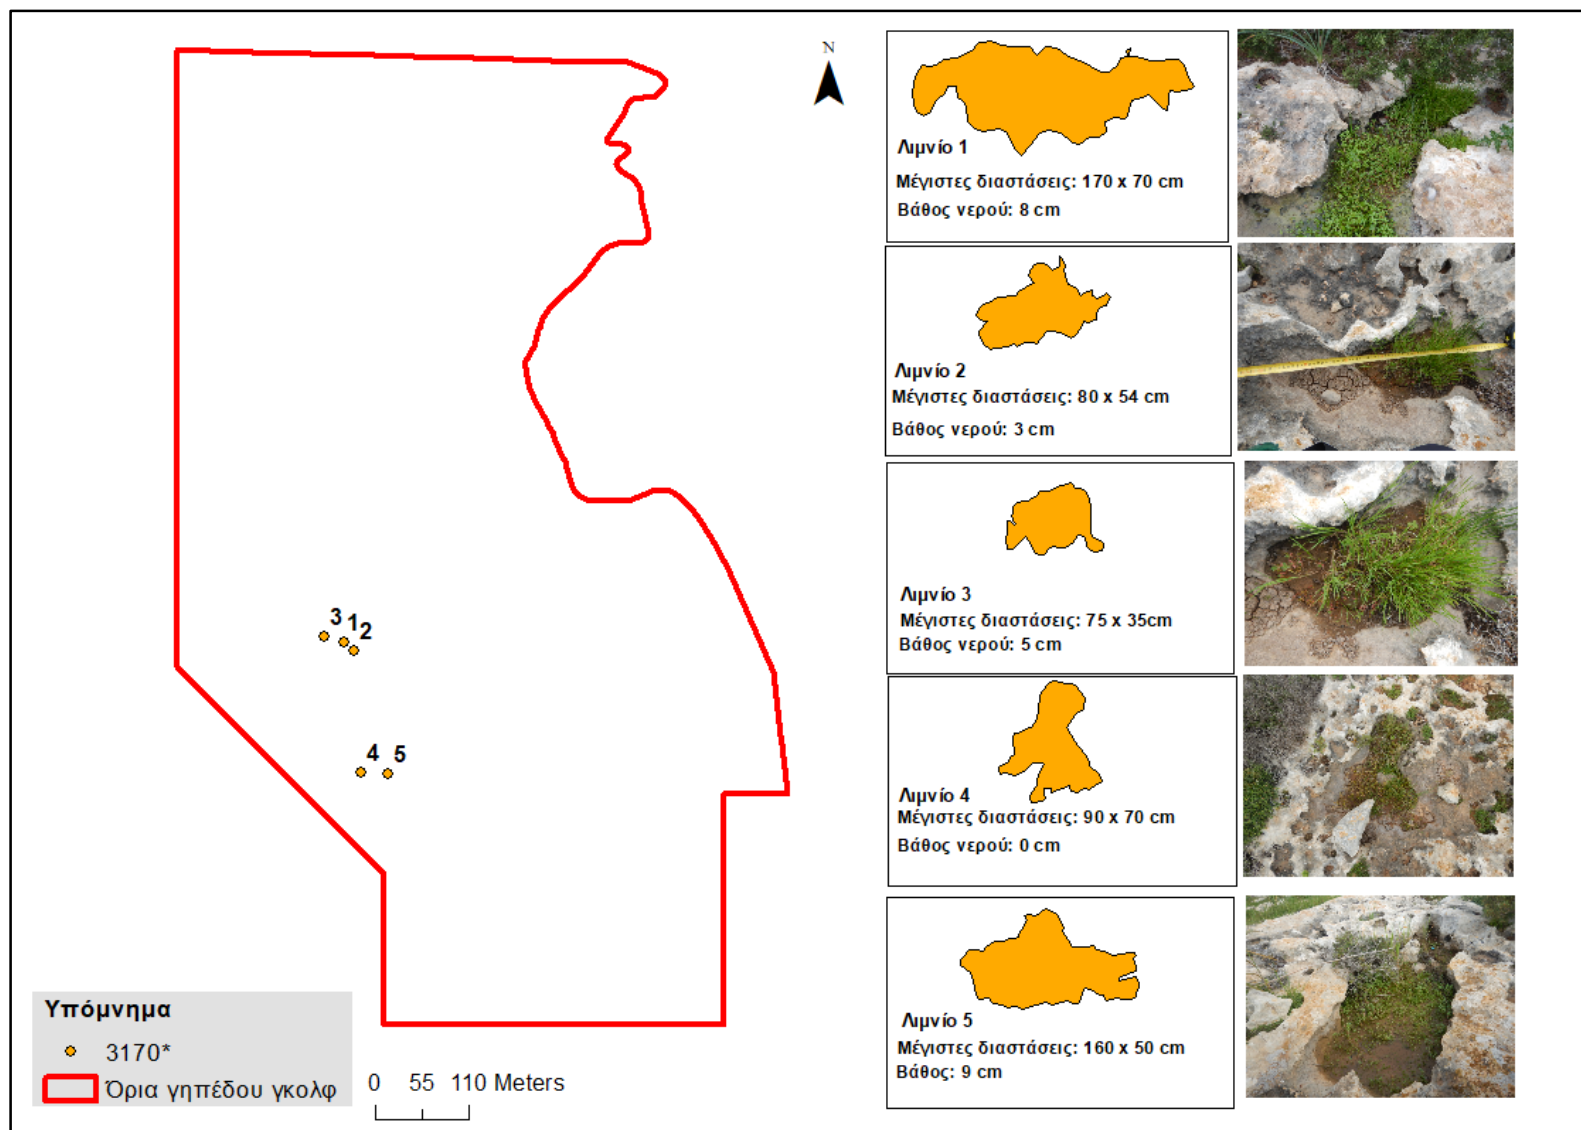 N
3
1
2
4
5
Υπόμνημα
3170*
Όρια γηπέδου γκολφ
0 55 110 Meters
Λιμνίο 1
Μέγιστες διαστάσεις: 170 x 70 cm
Βάθος νερού: 8 cm
Λιμνίο 2
Μέγιστες διαστάσεις: 80 x 54 cm
Βάθος νερού: 3 cm
Λιμνίο 3
Μέγιστες διαστάσεις: 75 x 35cm
Βάθος νερού: 5 cm
Λιμνίο 4
Μέγιστες διαστάσεις: 90 x 70 cm
Βάθος νερού: 0 cm
Λιμνίο 5
Μέγιστες διαστάσεις: 160 x 50 cm
Βάθος: 9 cm